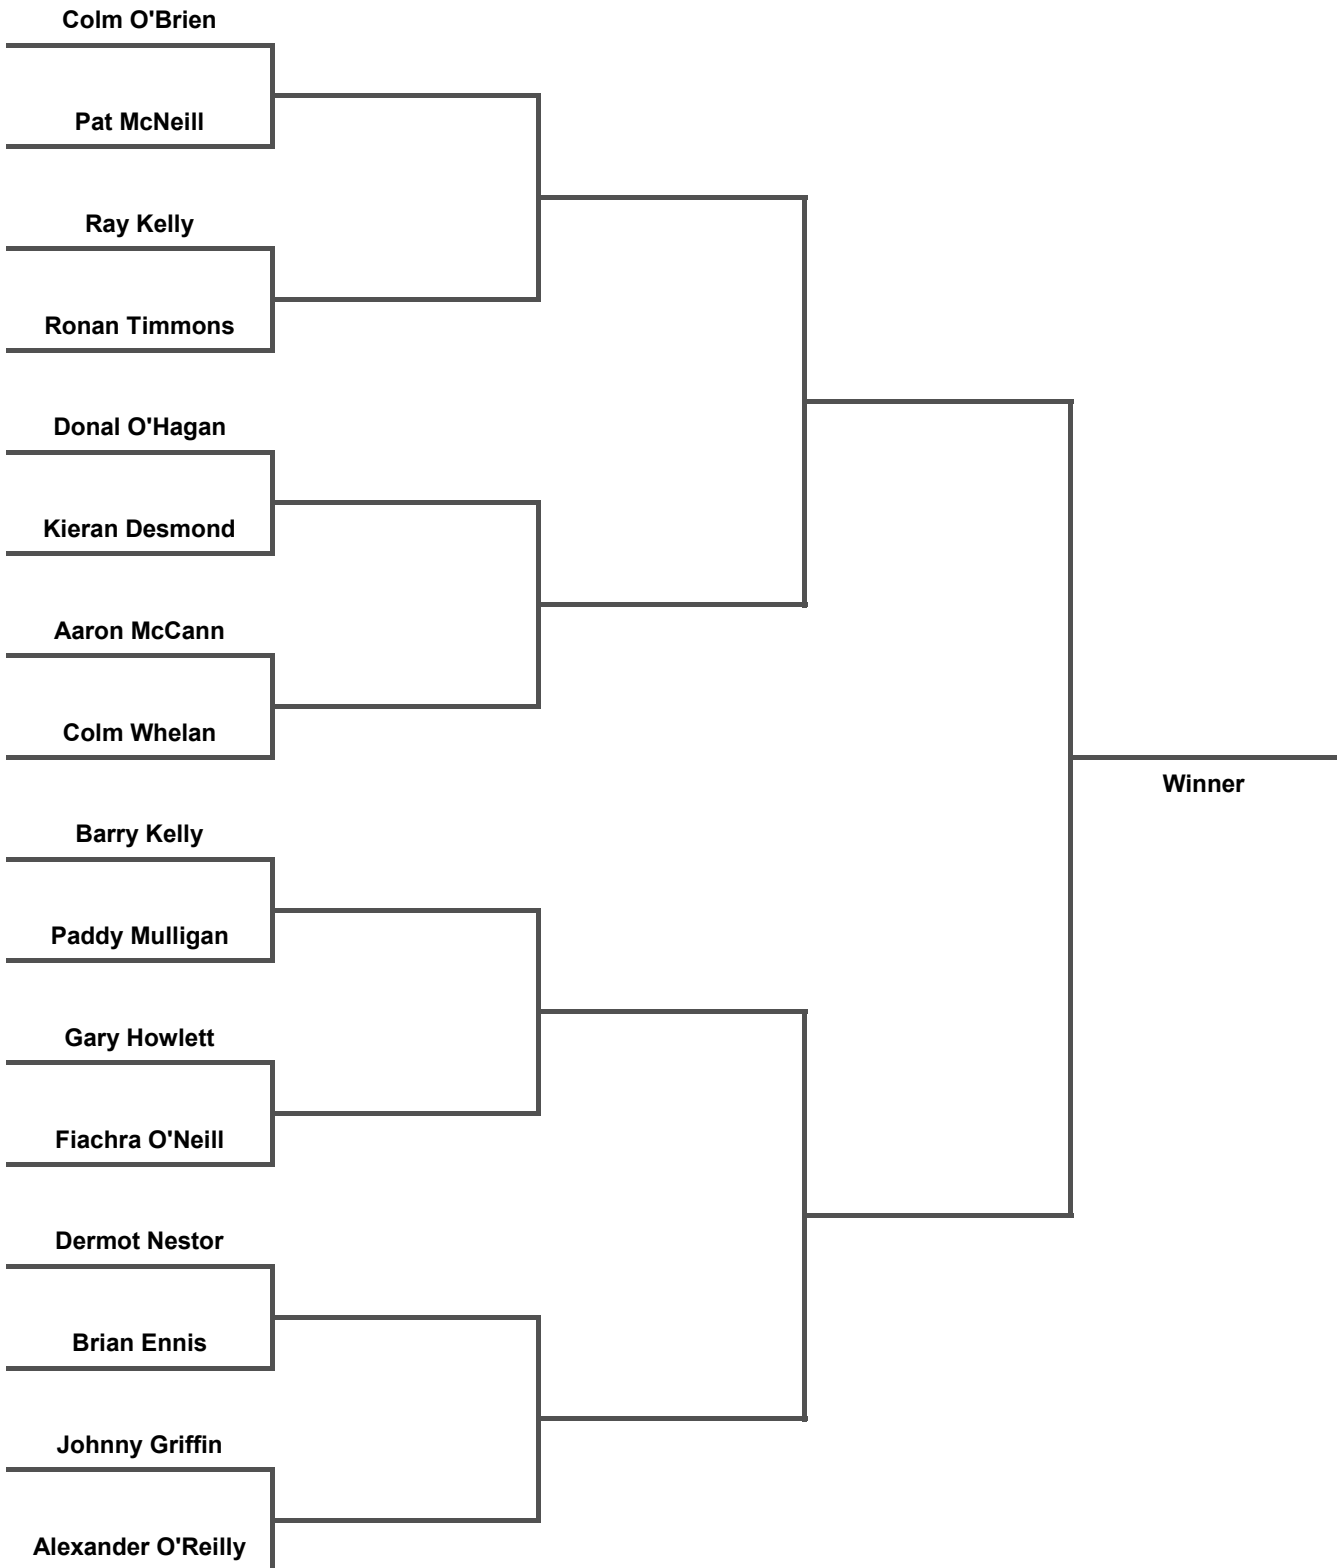 Colm O'Brien
Pat McNeill
Ray Kelly
Ronan Timmons
Donal O'Hagan
Kieran Desmond
Aaron McCann
Colm Whelan
Winner
Barry Kelly
Paddy Mulligan
Gary Howlett
Fiachra O'Neill
Dermot Nestor
Brian Ennis
Johnny Griffin
Alexander O'Reilly